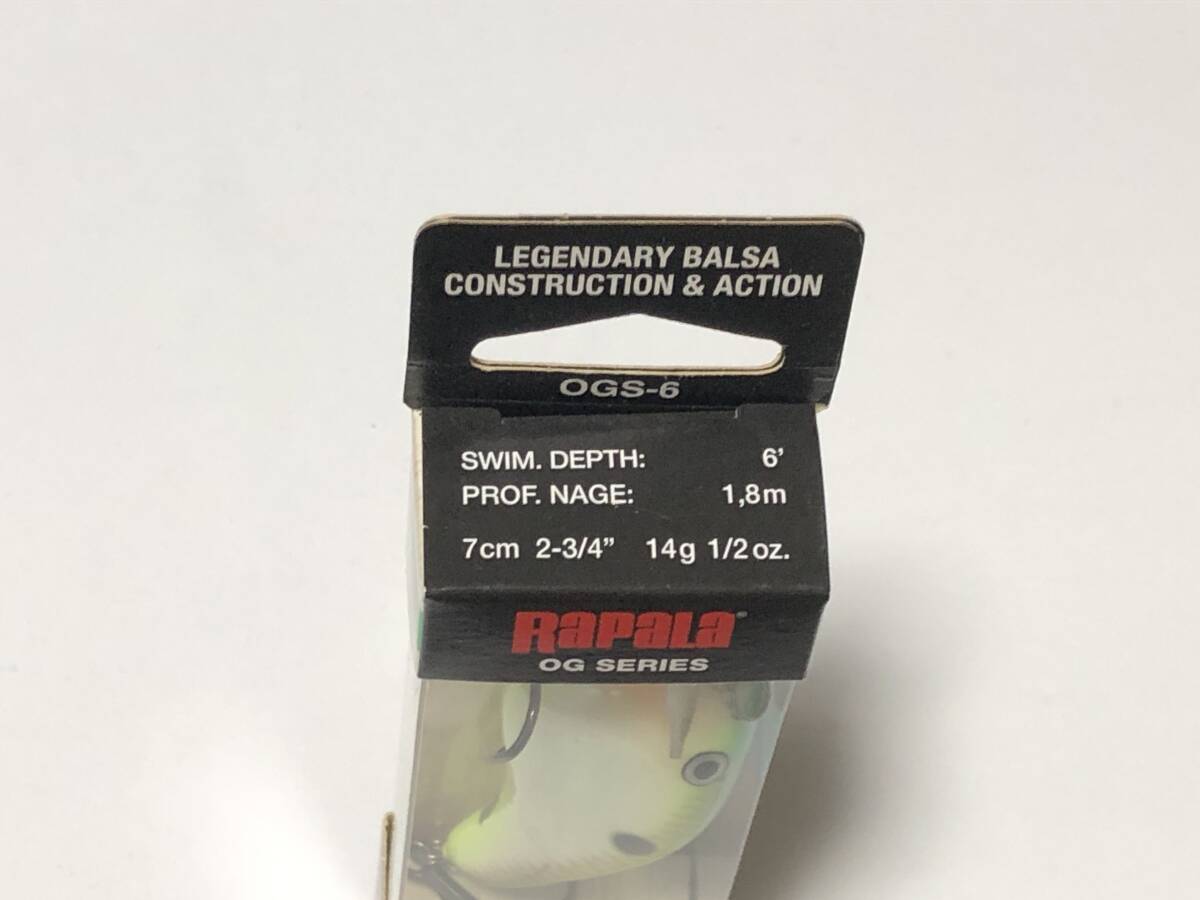 LEGENDARY BALSA
CONSTRUCTION & ACTION
OGS-6
SWIM. DEPTH: 6'
PROF. NAGE: 1,8m
7cm 2-3/4” 14g 1/2 oz.
Rapala
OG SERIES